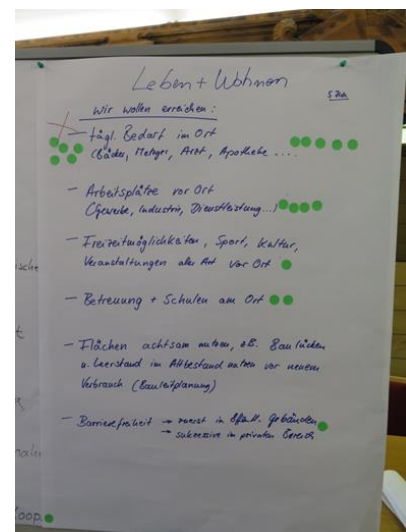 Leben + Wohnen
Wir wollen erreichen:
- tägl. Bedarf im Ort
(Bäcker, Metzger, Arzt, Apotheke ....
- Arbeitsplätze vor Ort
(Gewerbe, Industrie, Dienstleistung...)
- Freizeitmöglichkeiten, Sport, Kultur,
Veranstaltungen aller Art vor Ort
- Betreuung + Schulen am Ort
- Flächen achtsam nutzen, z.B. Baulücken
u. Leerstand im Altbestand nutzen vor neuem
Verbrauch (Bauleitplanung)
- Barrierefreiheit → zuerst in öffentl. Gebäuden
→ sukzessive im privaten Bereich